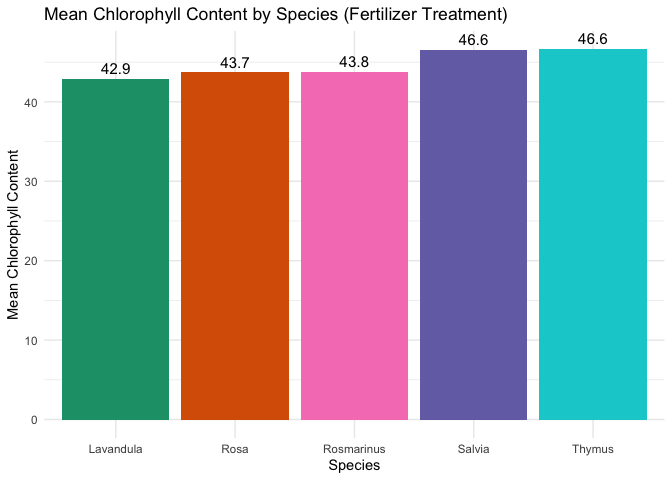 Mean Chlorophyll Content by Species (Fertilizer Treatment)
42.9 43.7 43.8 46.6 46.6
40
30
20
10
0
Mean Chlorophyll Content
Lavandula Rosa Rosmarinus Salvia Thymus
Species